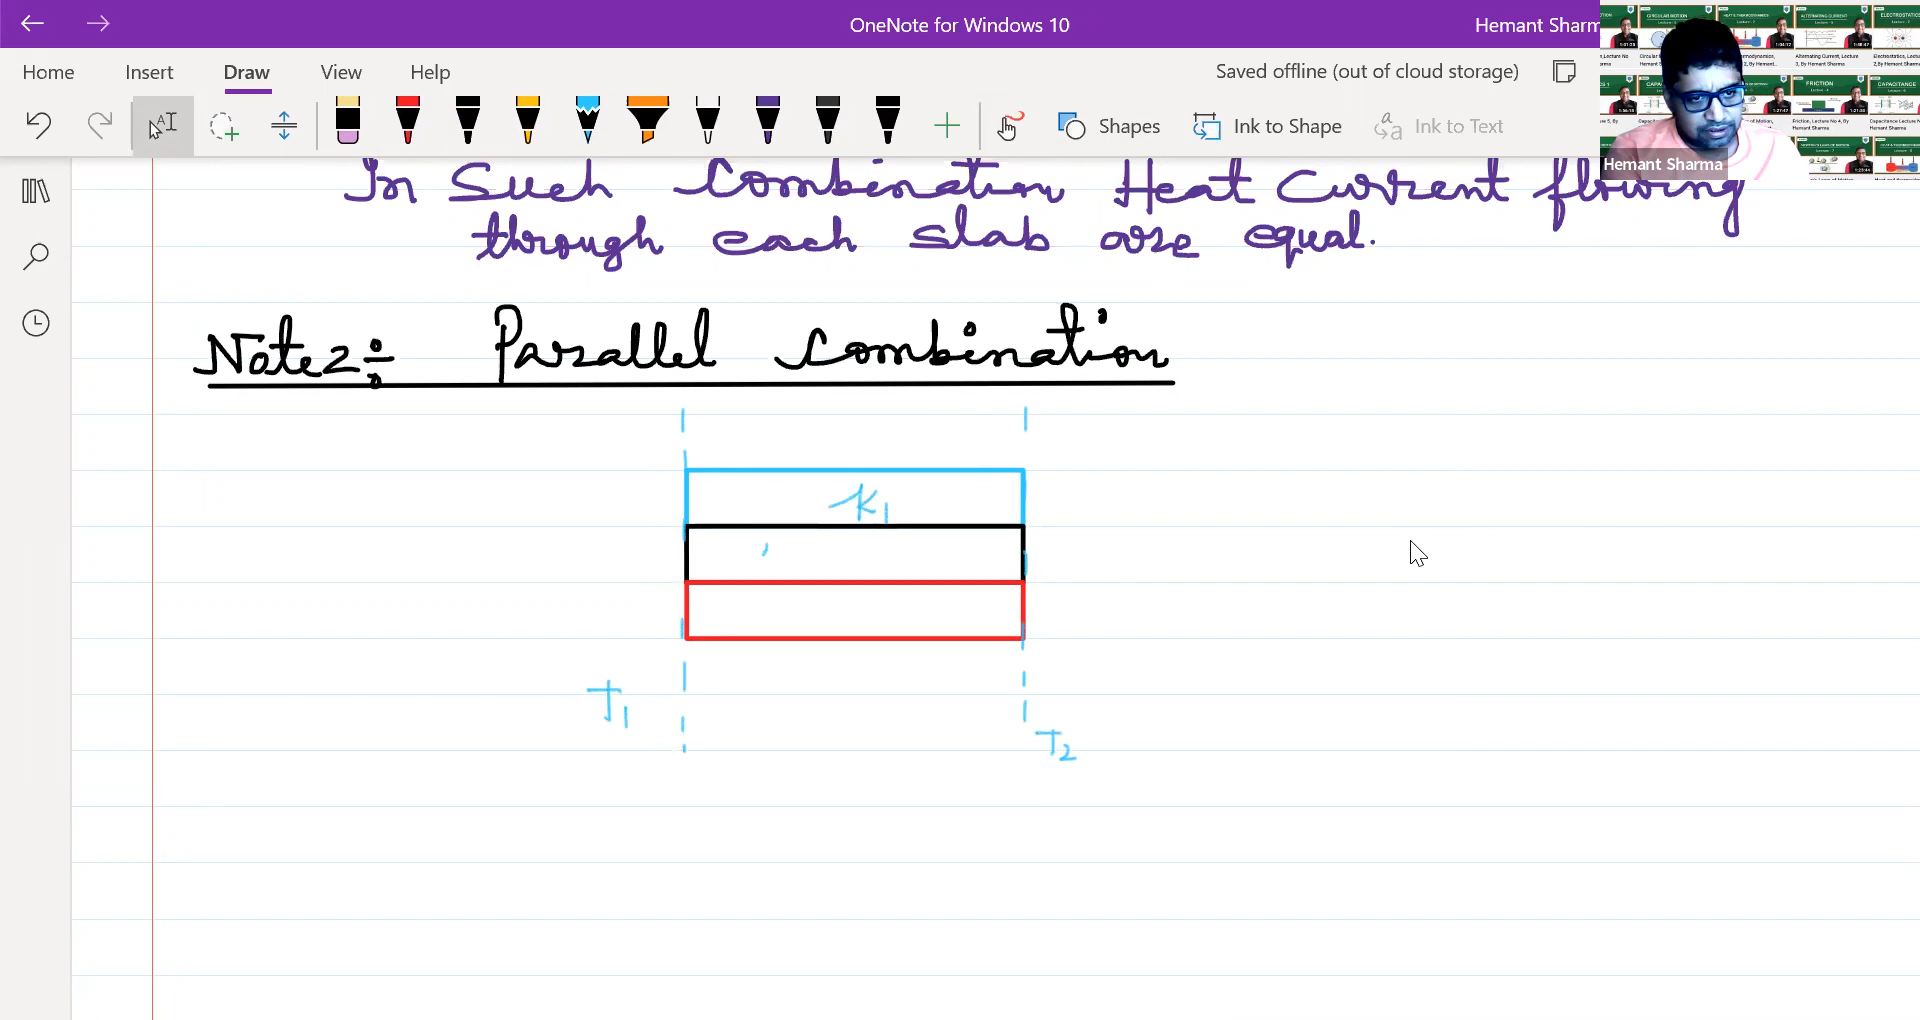 OneNote for Windows 10
Hemant Sharm
Home Insert Draw View Help
Saved offline (out of cloud storage)
Shapes Ink to Shape Ink to Text
Hemant Sharma
In Such Combination Heat Current flowing
through each slab are equal.
Note 2:- Parallel Combination
K1
T1
T2